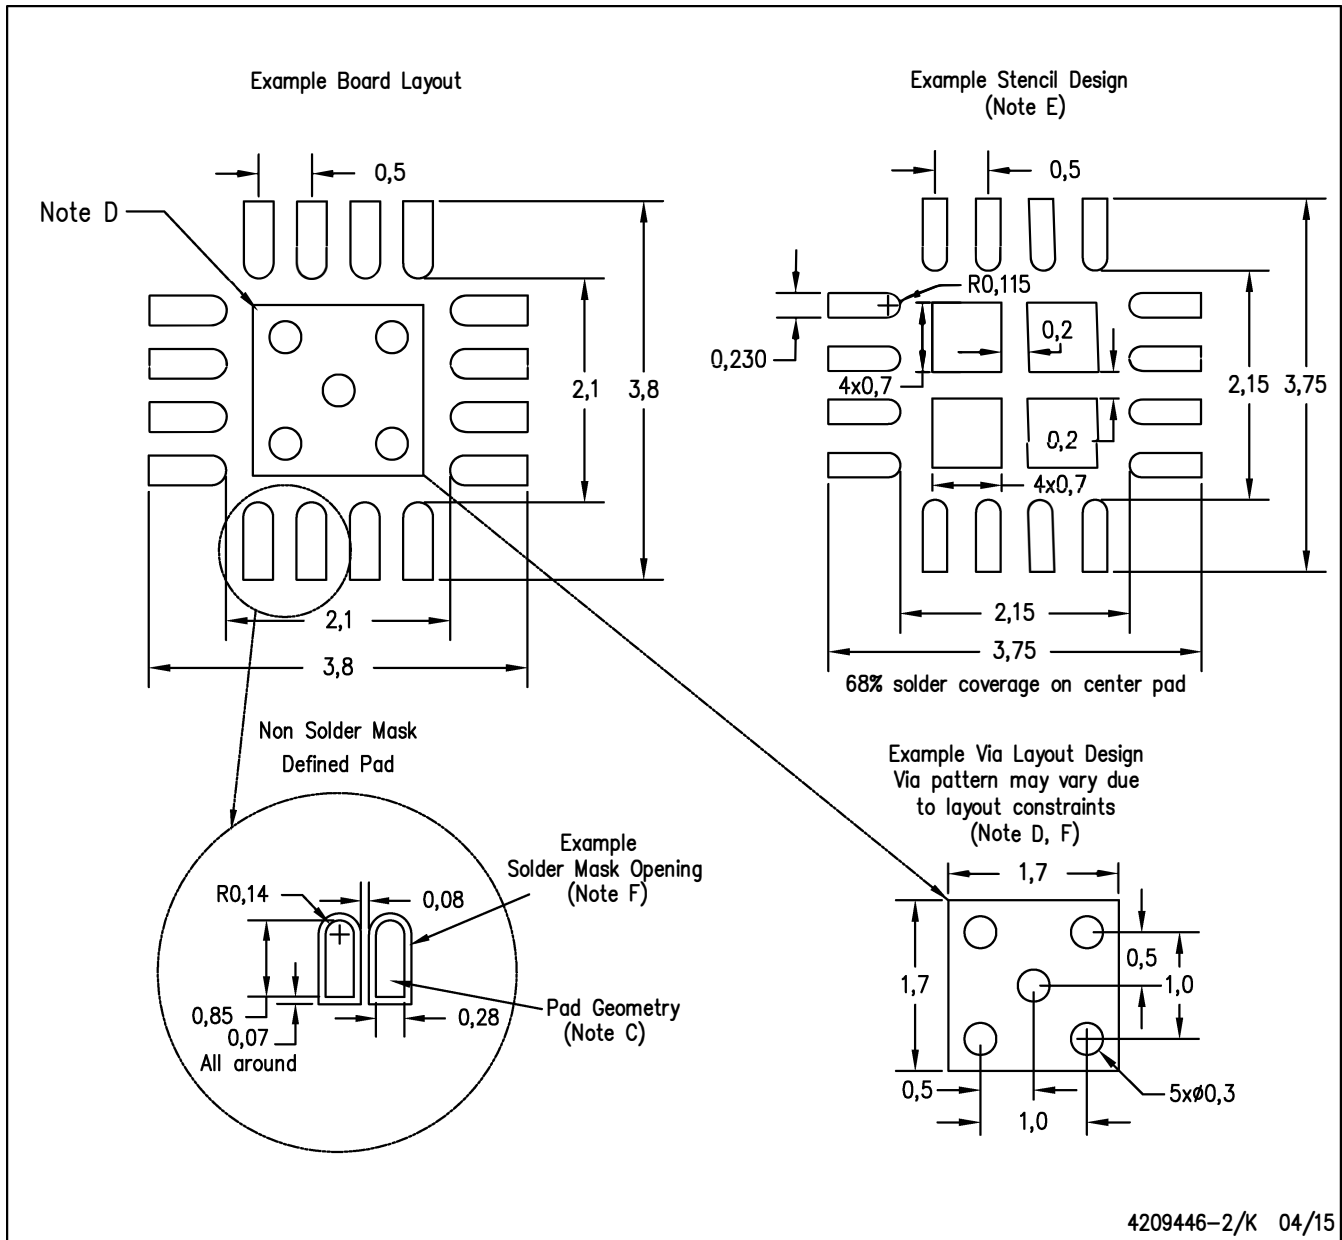 Example Board Layout
0,5
Note D
2,1
3,8
2,1
3,8
Example Stencil Design
(Note E)
0,5
R0,115
0,230
4x0,7
0,2
0,2
4x0,7
2,15
3,75
2,15
3,75
68% solder coverage on center pad
Non Solder Mask
Defined Pad
Example
Solder Mask Opening
(Note F)
R0,14
0,08
0,85
0,07
All around
0,28
Pad Geometry
(Note C)
Example Via Layout Design
Via pattern may vary due
to layout constraints
(Note D, F)
1,7
1,7
0,5
1,0
0,5
1,0
5xø0,3
4209446-2/K 04/15